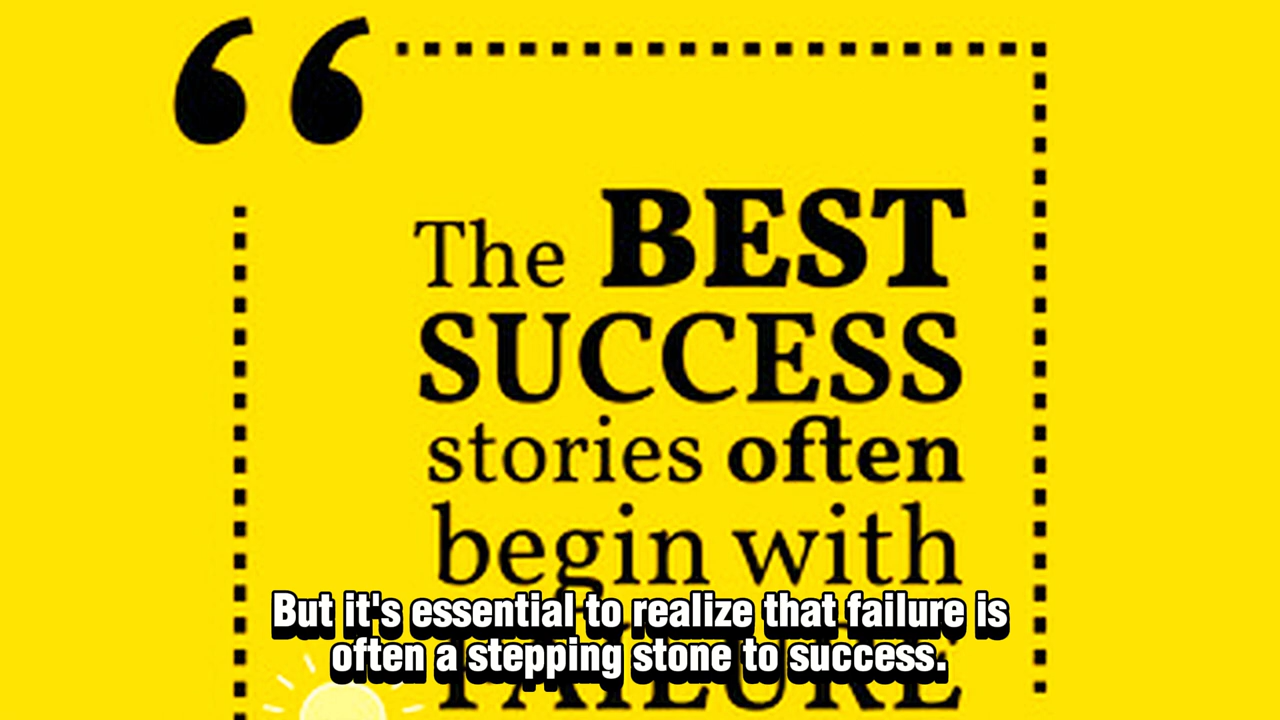 “
The BEST
SUCCESS
stories often
begin with
FAILURE
But it's essential to realize that failure is
often a stepping stone to success.